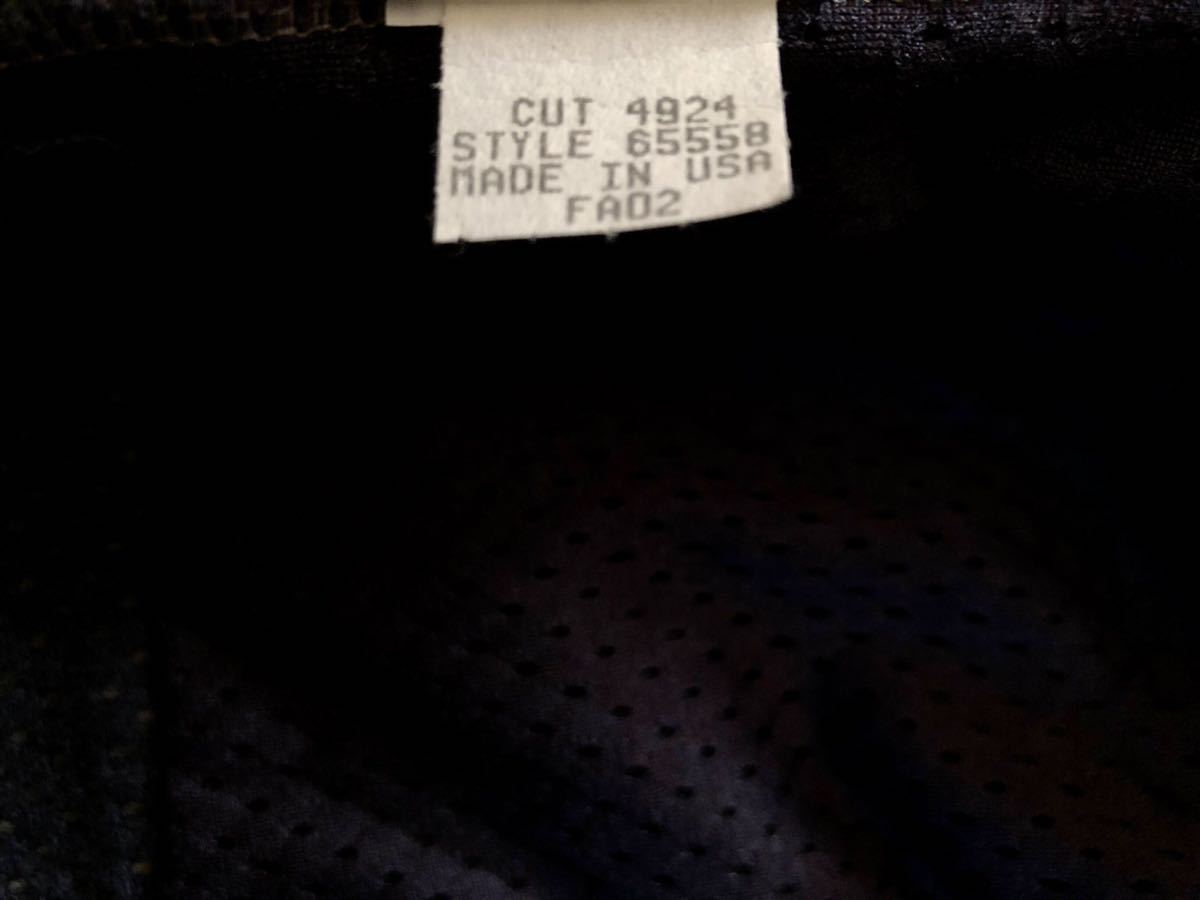 CUT 4924
STYLE 65558
MADE IN USA
FA02